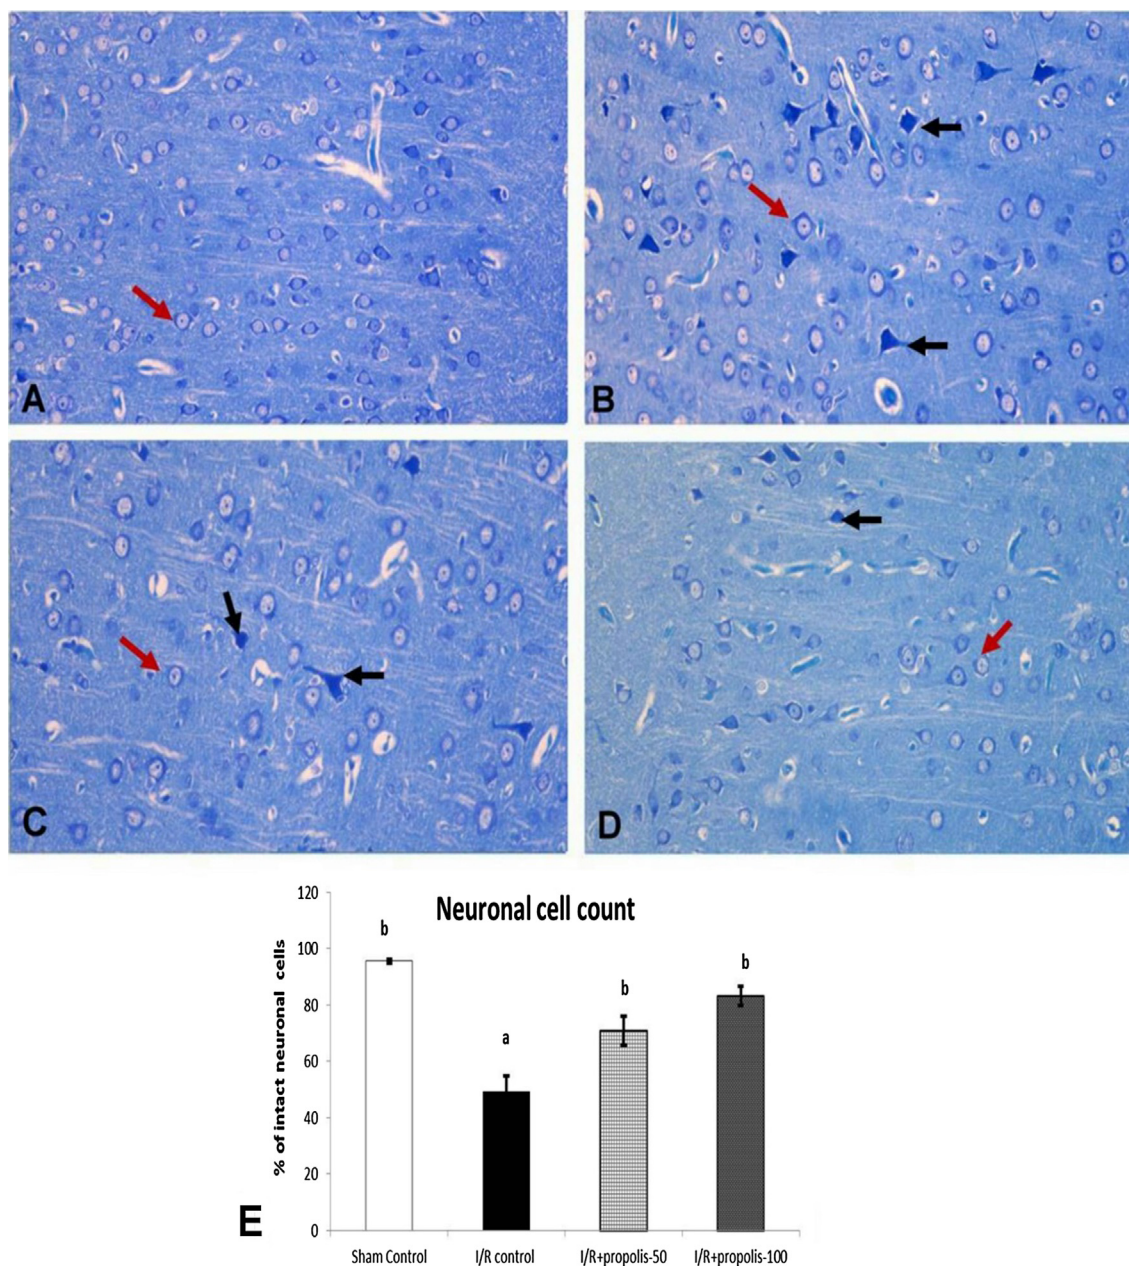 A
B
C
D
Neuronal cell count
% of intact neuronal cells
120
100
80
60
40
20
0
b
a
b
b
Sham Control
I/R control
I/R+propolis-50
I/R+propolis-100
E